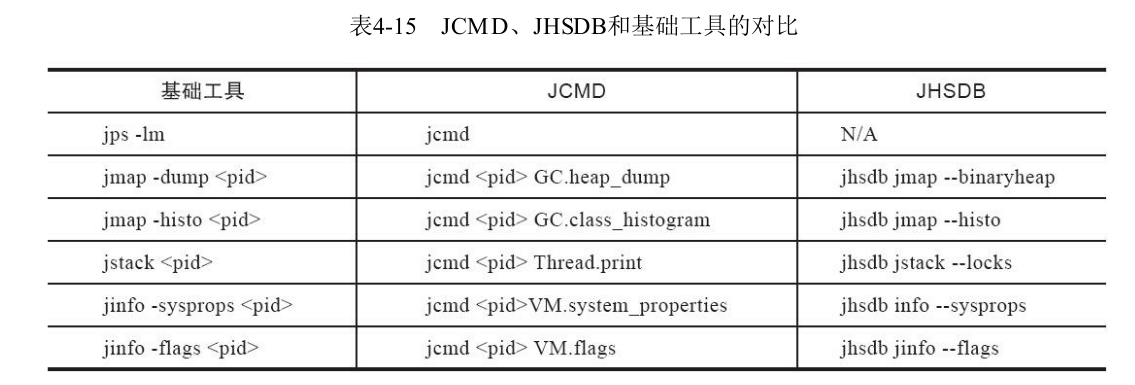 表4-15 JCMD、JHSDB和基础工具的对比
基础工具 JCMD JHSDB
jps -lm jcmd N/A
jmap -dump <pid> jcmd <pid> GC.heap_dump jhsdb jmap --binaryheap
jmap -histo <pid> jcmd <pid> GC.class_histogram jhsdb jmap --histo
jstack <pid> jcmd <pid> Thread.print jhsdb jstack --locks
jinfo -sysprops <pid> jcmd <pid>VM.system_properties jhsdb info --sysprops
jinfo -flags <pid> jcmd <pid> VM.flags jhsdb jinfo --flags